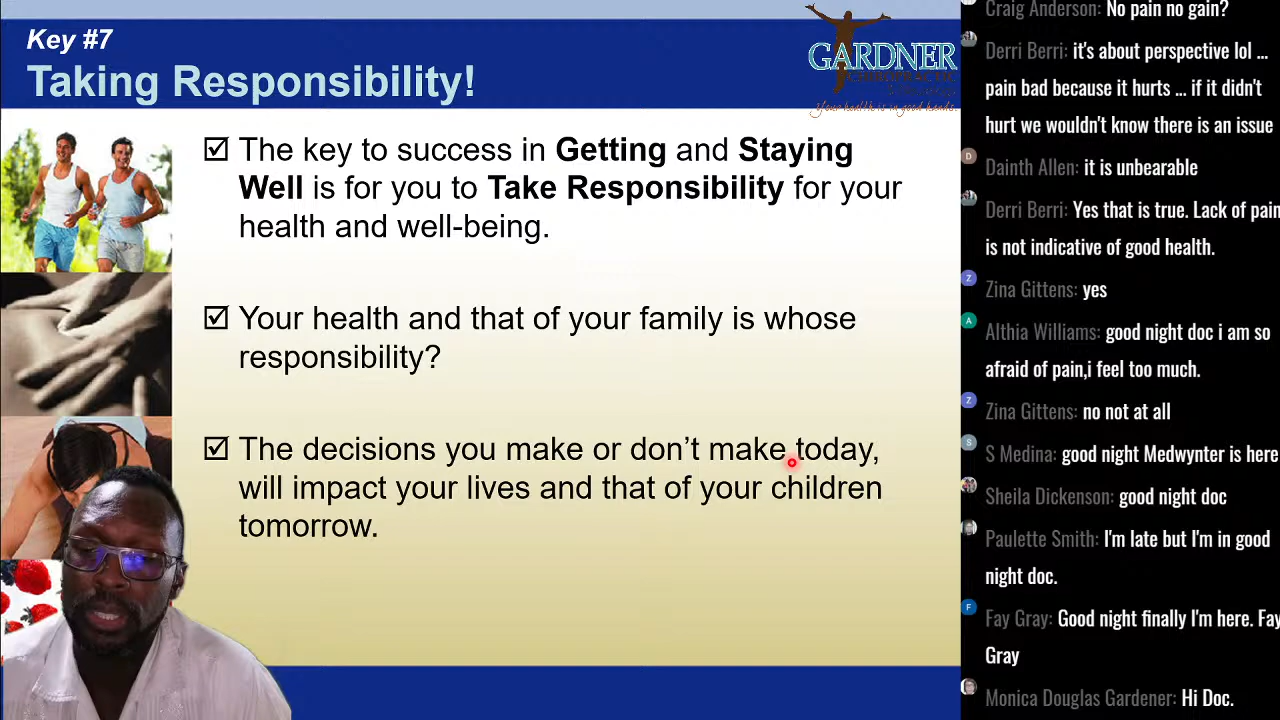 Key #7
Taking Responsibility!
GARDNER
CHIROPRACTIC
Your health is in good hands.
☑ The key to success in Getting and Staying
Well is for you to Take Responsibility for your
health and well-being.
☑ Your health and that of your family is whose
responsibility?
☑ The decisions you make or don’t make today,
will impact your lives and that of your children
tomorrow.
Craig Anderson: No pain no gain?
Derri Berri: it's about perspective lol ...
pain bad because it hurts ... if it didn't
hurt we wouldn't know there is an issue
D
Dainth Allen: it is unbearable
Derri Berri: Yes that is true. Lack of pain
is not indicative of good health.
Z
Zina Gittens: yes
A
Althia Williams: good night doc i am so
afraid of pain,i feel too much.
Z
Zina Gittens: no not at all
S
S Medina: good night Medwynter is here
Sheila Dickenson: good night doc
Paulette Smith: I'm late but I'm in good
night doc.
F
Fay Gray: Good night finally I'm here. Fay
Gray
Monica Douglas Gardener: Hi Doc.